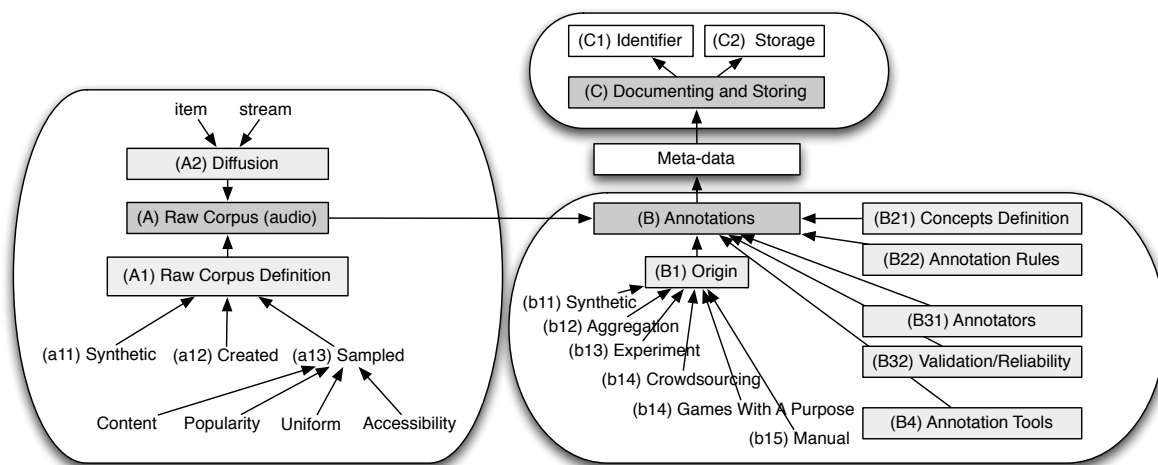 (C1) Identifier
(C2) Storage
(C) Documenting and Storing
item
stream
(A2) Diffusion
Meta-data
(A) Raw Corpus (audio)
(B) Annotations
(B21) Concepts Definition
(A1) Raw Corpus Definition
(B1) Origin
(B22) Annotation Rules
(b11) Synthetic
(b12) Aggregation
(B31) Annotators
(a11) Synthetic
(a12) Created
(a13) Sampled
(b13) Experiment
(B32) Validation/Reliability
(b14) Crowdsourcing
(b14) Games With A Purpose
Content
Popularity
Uniform
Accessibility
(B4) Annotation Tools
(b15) Manual